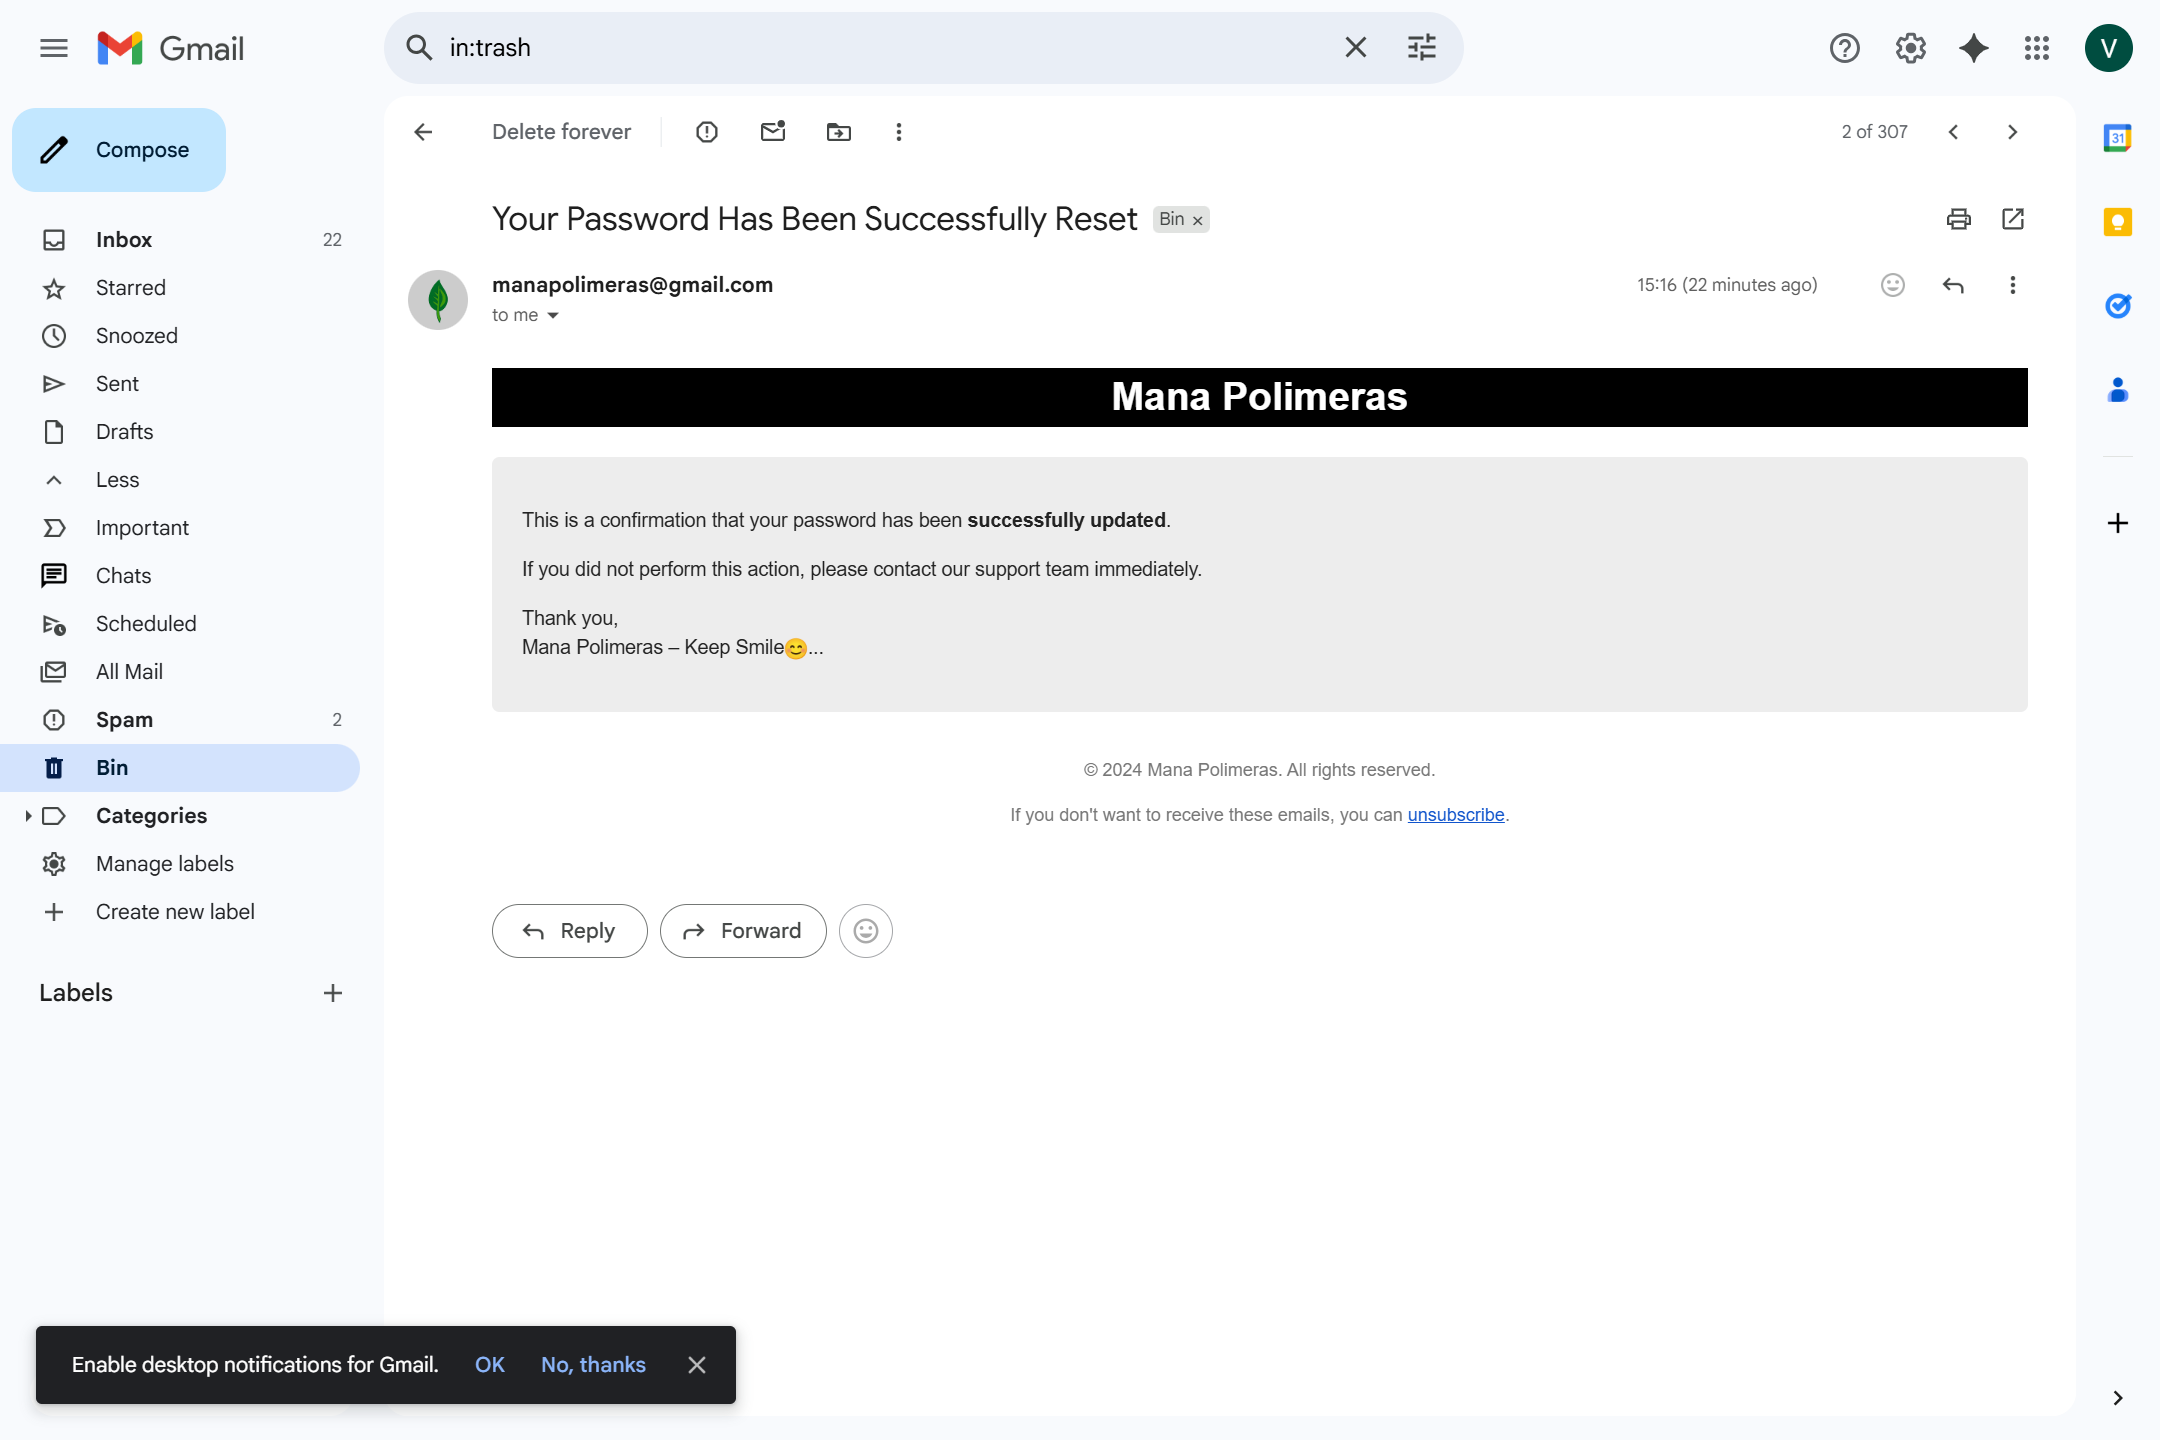 Gmail
in:trash
V
Compose
Inbox 22
Starred
Snoozed
Sent
Drafts
Less
Important
Chats
Scheduled
All Mail
Spam 2
Bin
Categories
Manage labels
Create new label
Labels
Delete forever
2 of 307
31
Your Password Has Been Successfully Reset
Bin ×
manapolimeras@gmail.com
15:16 (22 minutes ago)
to me
Mana Polimeras
This is a confirmation that your password has been successfully updated.
If you did not perform this action, please contact our support team immediately.
Thank you,
Mana Polimeras – Keep Smile😊...
© 2024 Mana Polimeras. All rights reserved.
If you don't want to receive these emails, you can unsubscribe.
Reply
Forward
Enable desktop notifications for Gmail. OK No, thanks